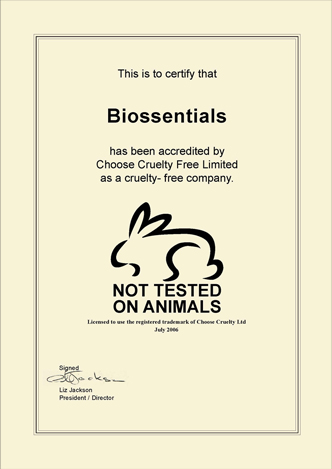 This is to certify that
Biossentials
has been accredited by
Choose Cruelty Free Limited
as a cruelty- free company.
NOT TESTED
ON ANIMALS
Licensed to use the registered trademark of Choose Cruelty Ltd
July 2006
Signed
Liz Jackson
President / Director